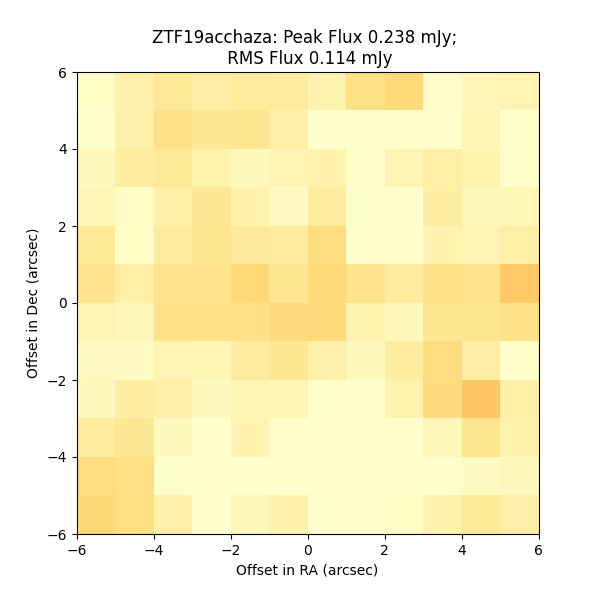 ZTF19acchaza: Peak Flux 0.238 mJy;
RMS Flux 0.114 mJy
6
4
2
0
−2
−4
−6
Offset in Dec (arcsec)
−6 −4 −2 0 2 4 6
Offset in RA (arcsec)